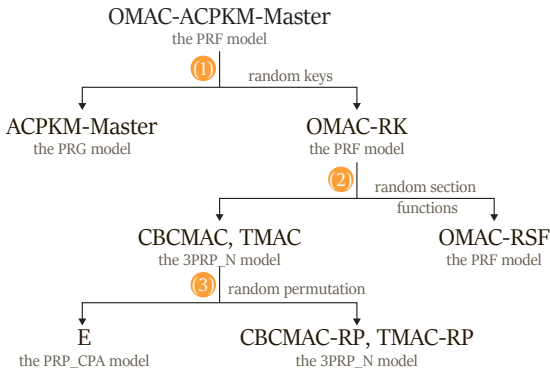 OMAC-ACPKM-Master
the PRF model
(1)
random keys
ACPKM-Master
the PRG model
OMAC-RK
the PRF model
(2)
random section
functions
CBCMAC, TMAC
the 3PRP_N model
OMAC-RSF
the PRF model
(3)
random permutation
E
the PRP_CPA model
CBCMAC-RP, TMAC-RP
the 3PRP_N model